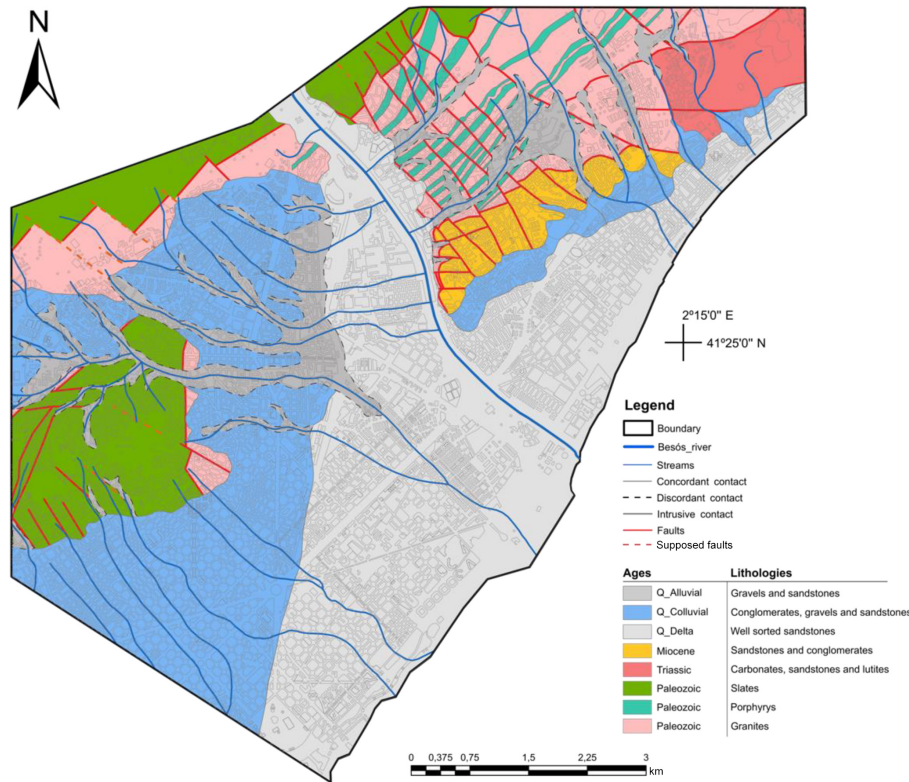 N
2º15'0" E
41º25'0" N
Legend
Boundary
Besós_river
Streams
Concordant contact
Discordant contact
Intrusive contact
Faults
Supposed faults
Ages Lithologies
Q_Alluvial Gravels and sandstones
Q_Colluvial Conglomerates, gravels and sandstones
Q_Delta Well sorted sandstones
Miocene Sandstones and conglomerates
Triassic Carbonates, sandstones and lutites
Paleozoic Slates
Paleozoic Porphyrys
Paleozoic Granites
0 0,375 0,75 1,5 2,25 3
km